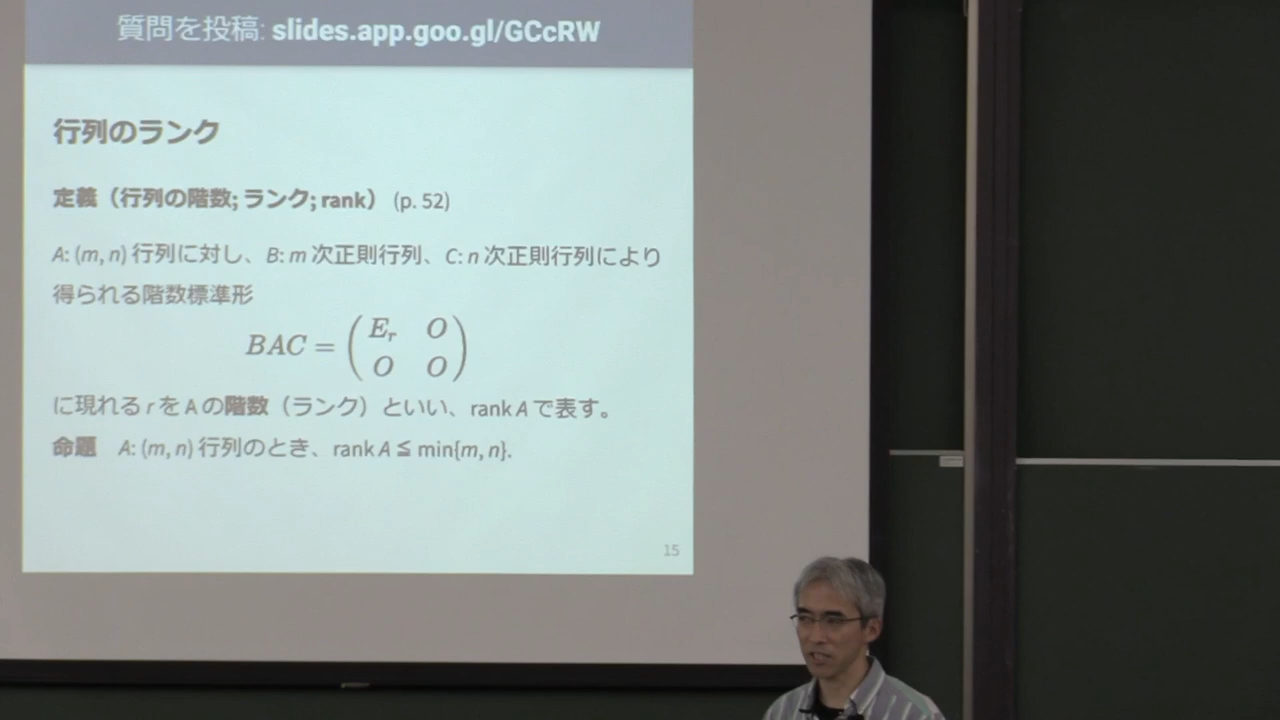 質問を投稿: slides.app.goo.gl/GCcRW
行列のランク
定義（行列の階数; ランク; rank） (p. 52)
A: (m, n) 行列に対し、B: m 次正則行列、C: n 次正則行列により
得られる階数標準形
BAC = ( E_r O
O O )
に現れる r を A の階数（ランク）といい、rank A で表す。
命題 A: (m, n) 行列のとき、rank A ≦ min{m, n}.
15